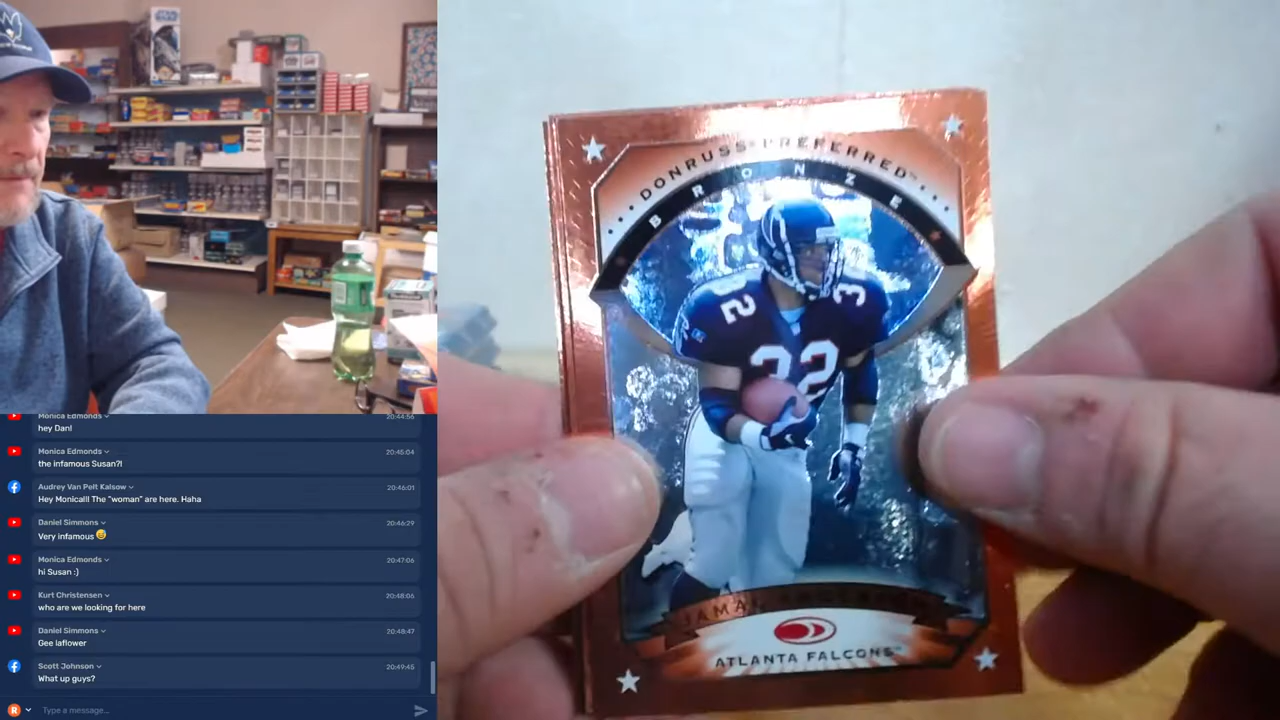 Monica Edmonds
20:44:56
hey Dan!
Monica Edmonds
20:45:04
the infamous Susan?!
Audrey Van Pelt Kalsow
20:46:01
Hey Monica!!! The "woman" are here. Haha
Daniel Simmons
20:46:29
Very infamous 😆
Monica Edmonds
20:47:06
hi Susan :)
Kurt Christensen
20:48:06
who are we looking for here
Daniel Simmons
20:48:47
Gee laflower
Scott Johnson
20:49:45
What up guys?
R
Type a message...
DONRUSS PREFERRED
BRONZE
32
32
3
JAMAL
ATLANTA FALCONS